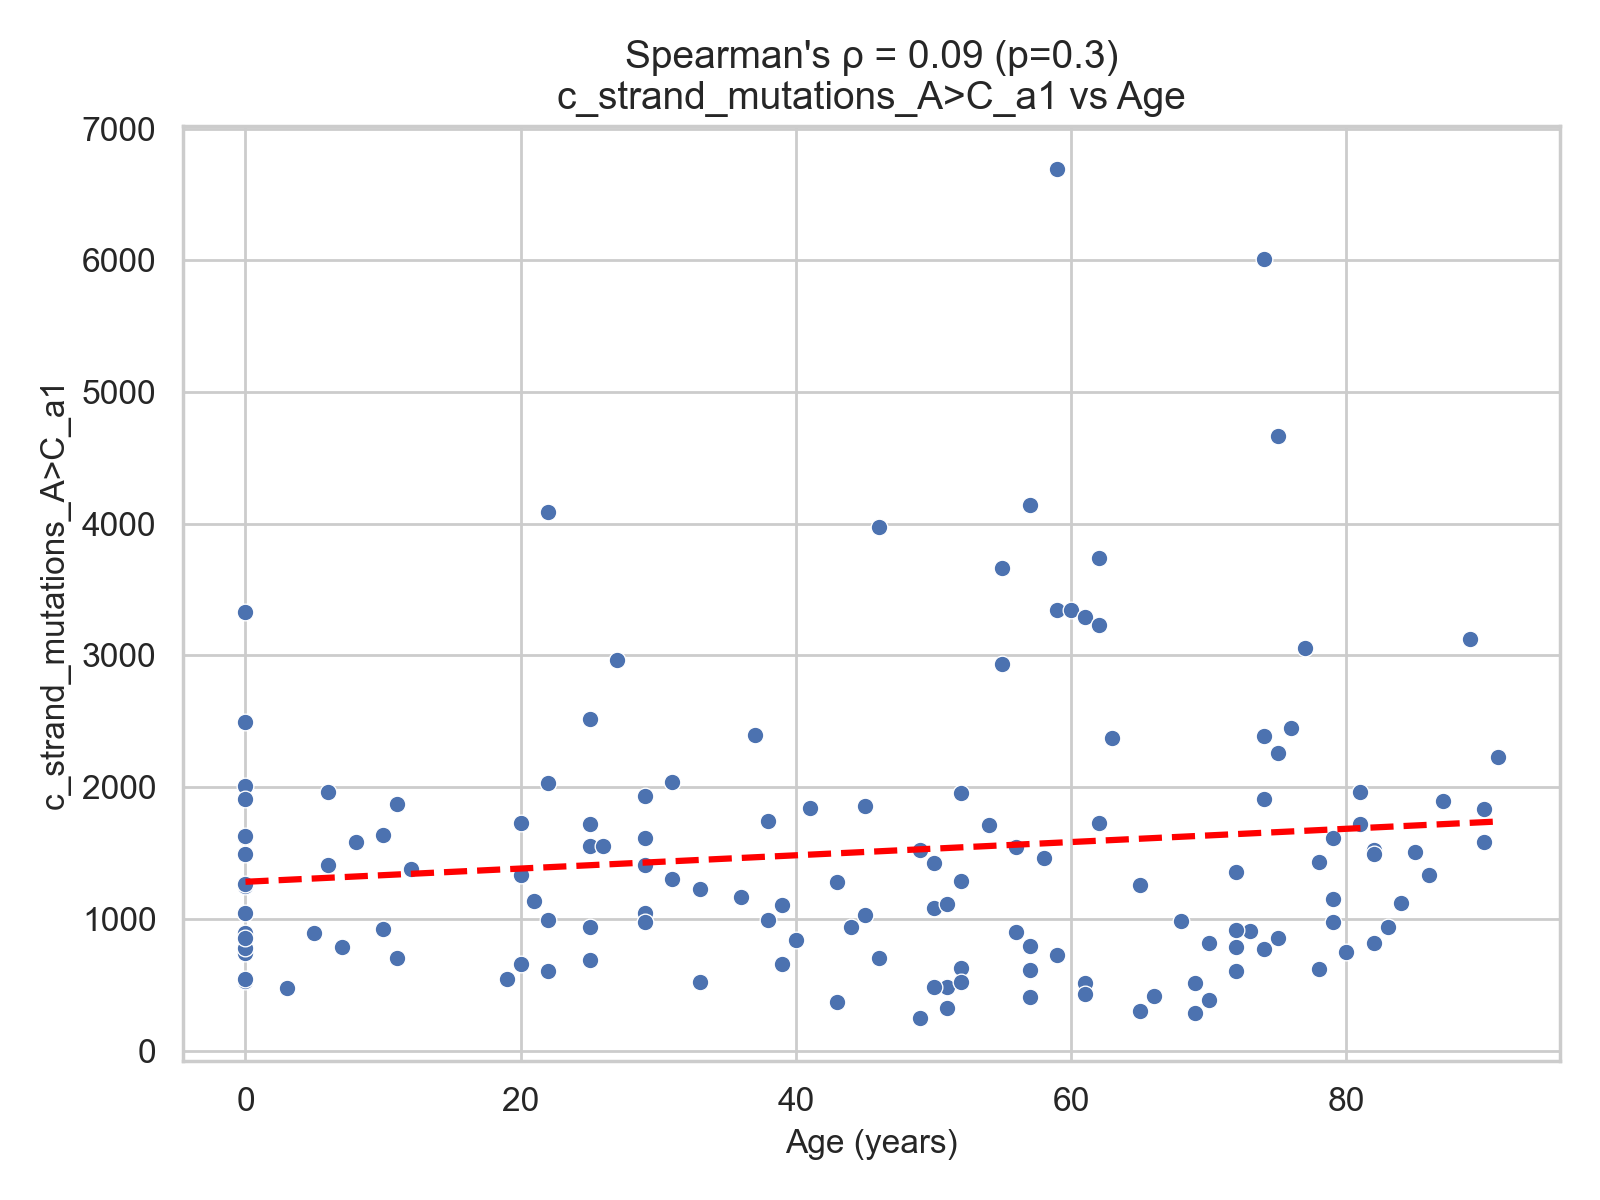 Spearman's ρ = 0.09 (p=0.3)
c_strand_mutations_A>C_a1 vs Age
7000
6000
5000
4000
3000
2000
1000
0
c_strand_mutations_A>C_a1
0 20 40 60 80
Age (years)